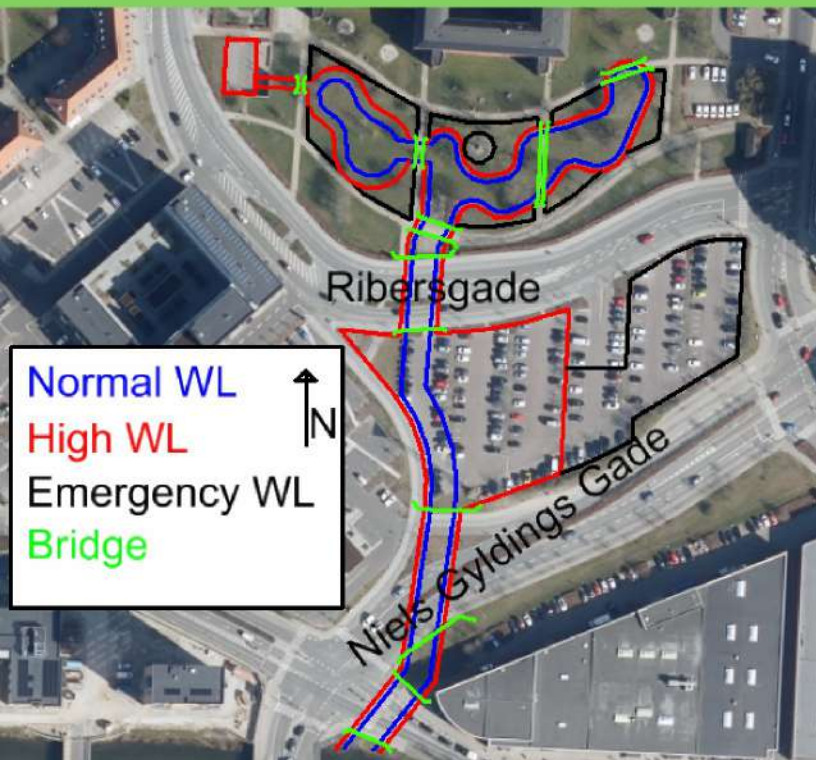 Ribersgade
Normal WL
High WL
N
Emergency WL
Bridge
Niels Gyldings Gade